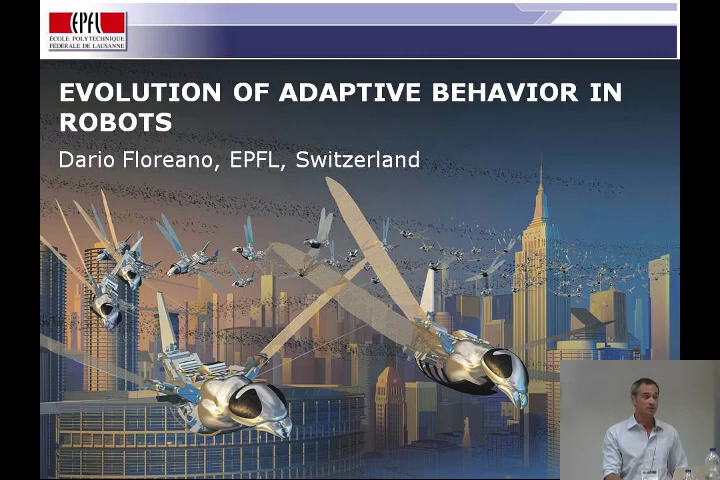 EPFL
ÉCOLE POLYTECHNIQUE
FÉDÉRALE DE LAUSANNE
EVOLUTION OF ADAPTIVE BEHAVIOR IN
ROBOTS
Dario Floreano, EPFL, Switzerland